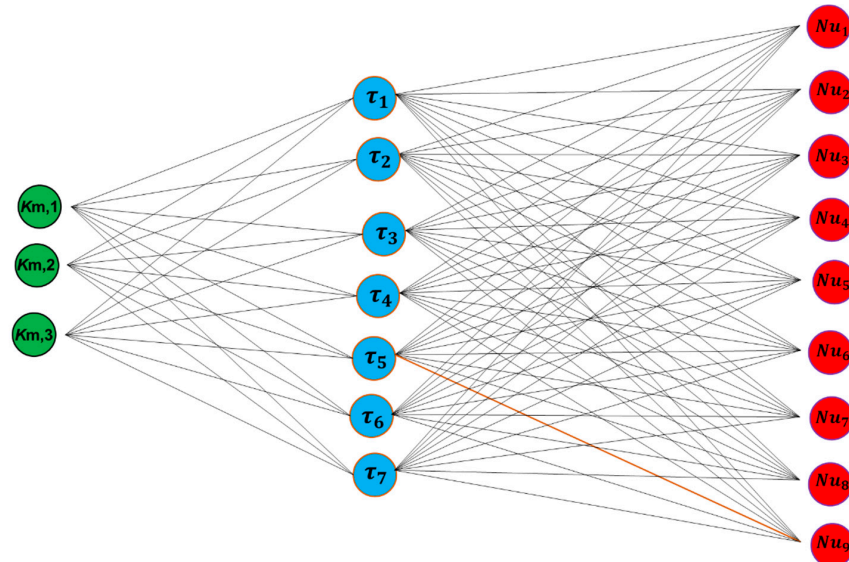 Km,1
Km,2
Km,3
τ₁
τ₂
τ₃
τ₄
τ₅
τ₆
τ₇
Nu₁
Nu₂
Nu₃
Nu₄
Nu₅
Nu₆
Nu₇
Nu₈
Nu₉